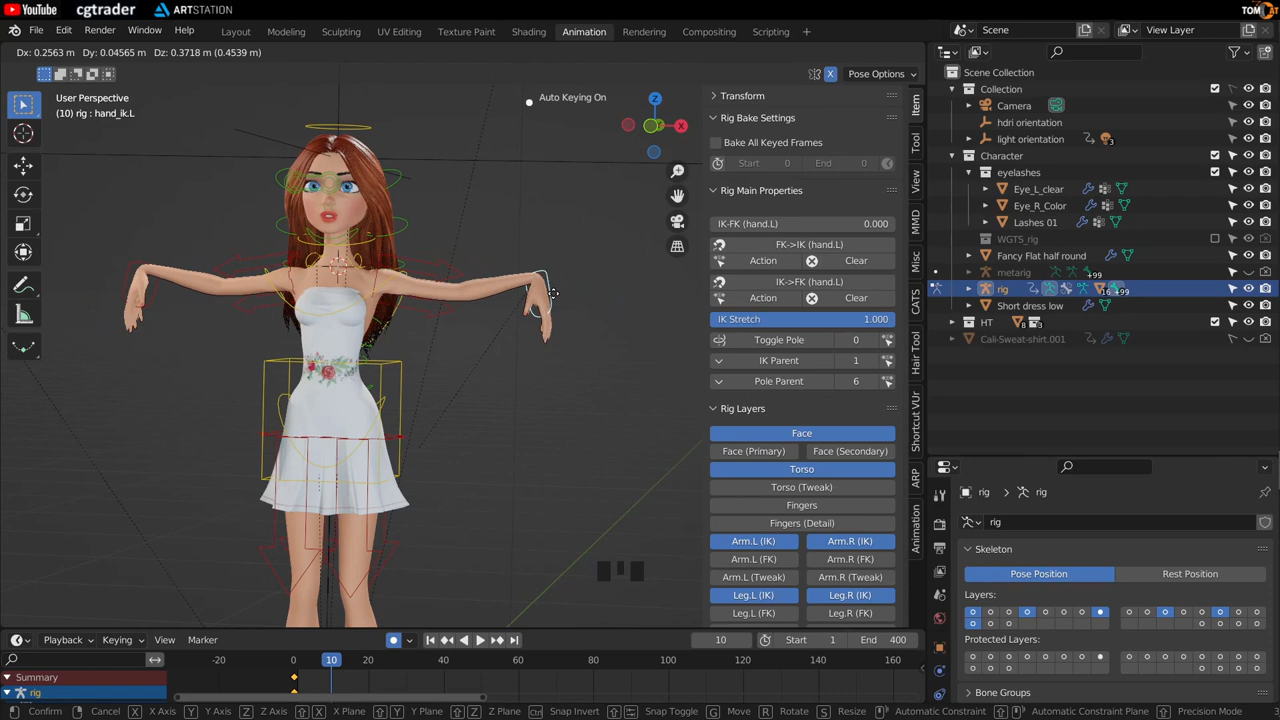 YouTube cgtrader ARTSTATION TOMCAT
File Edit Render Window Help Layout Modeling Sculpting UV Editing Texture Paint Shading Animation Rendering Compositing Scripting + Scene View Layer
Dx: 0.2563 m Dy: 0.04565 m Dz: 0.3718 m (0.4539 m)
X Pose Options
User Perspective
(10) rig : hand_ik.L
Auto Keying On
Z
X
Y
Transform
Rig Bake Settings
Bake All Keyed Frames
Start 0 End 0
Rig Main Properties
IK-FK (hand.L) 0.000
FK->IK (hand.L)
Action Clear
IK->FK (hand.L)
Action Clear
IK Stretch 1.000
Toggle Pole 0
IK Parent 1
Pole Parent 6
Rig Layers
Face
Face (Primary) Face (Secondary)
Torso
Torso (Tweak)
Fingers
Fingers (Detail)
Arm.L (IK) Arm.R (IK)
Arm.L (FK) Arm.R (FK)
Arm.L (Tweak) Arm.R (Tweak)
Leg.L (IK) Leg.R (IK)
Leg.L (FK) Leg.R (FK)
Item
Tool
View
MMD
Misc
CATS
Hair Tool
Shortcut VUr
ARP
Animation
Scene Collection
Collection
Camera
hdri orientation
light orientation 3
Character
eyelashes
Eye_L_clear
Eye_R_Color
Lashes 01
WGTS_rig
Fancy Flat half round
metarig +99
rig 16 +99
Short dress low
HT 8 3
Cali-Sweat-shirt.001
rig rig
rig
Skeleton
Pose Position Rest Position
Layers:
Protected Layers:
Bone Groups
Playback Keying View Marker 10 Start 1 End 400
-20 0 10 20 40 60 80 100 120 140 160
Summary
rig
Confirm Cancel X X Axis Y Y Axis Z Z Axis X X Plane Y Y Plane Z Z Plane Snap Invert Snap Toggle G Move R Rotate S Resize Automatic Constraint Automatic Constraint Plane Precision Mode